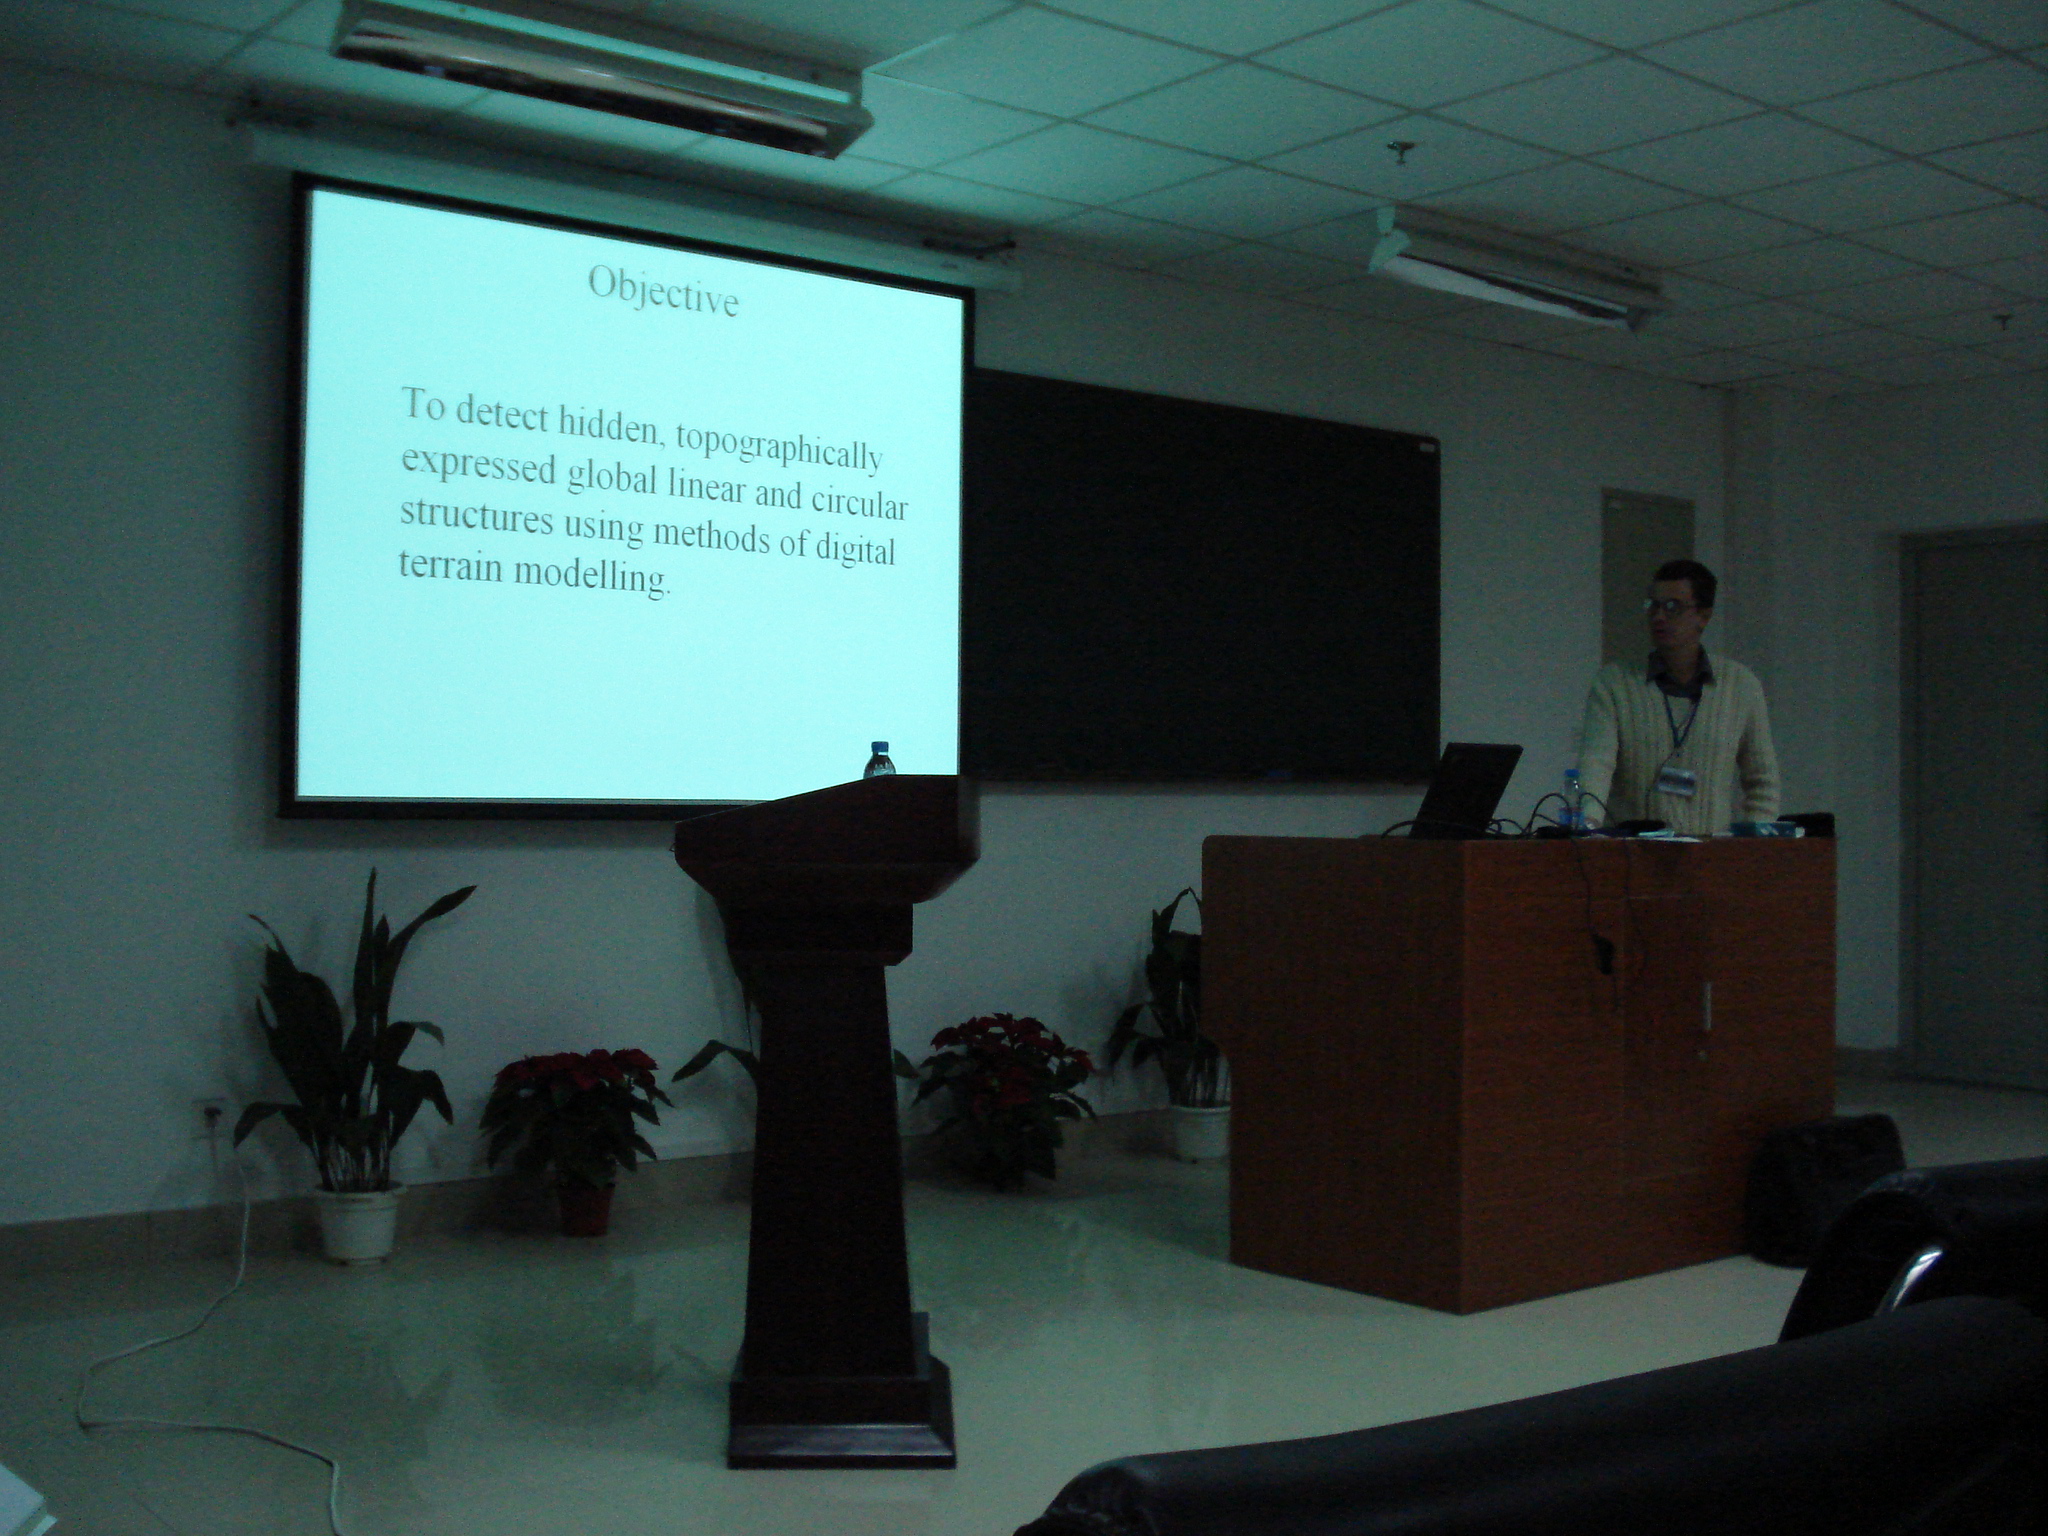 Objective
To detect hidden, topographically
expressed global linear and circular
structures using methods of digital
terrain modelling.